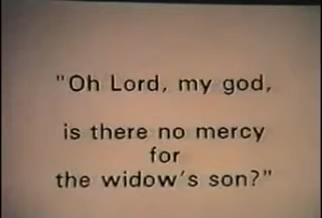 "Oh Lord, my god,
is there no mercy
for
the widow's son?"